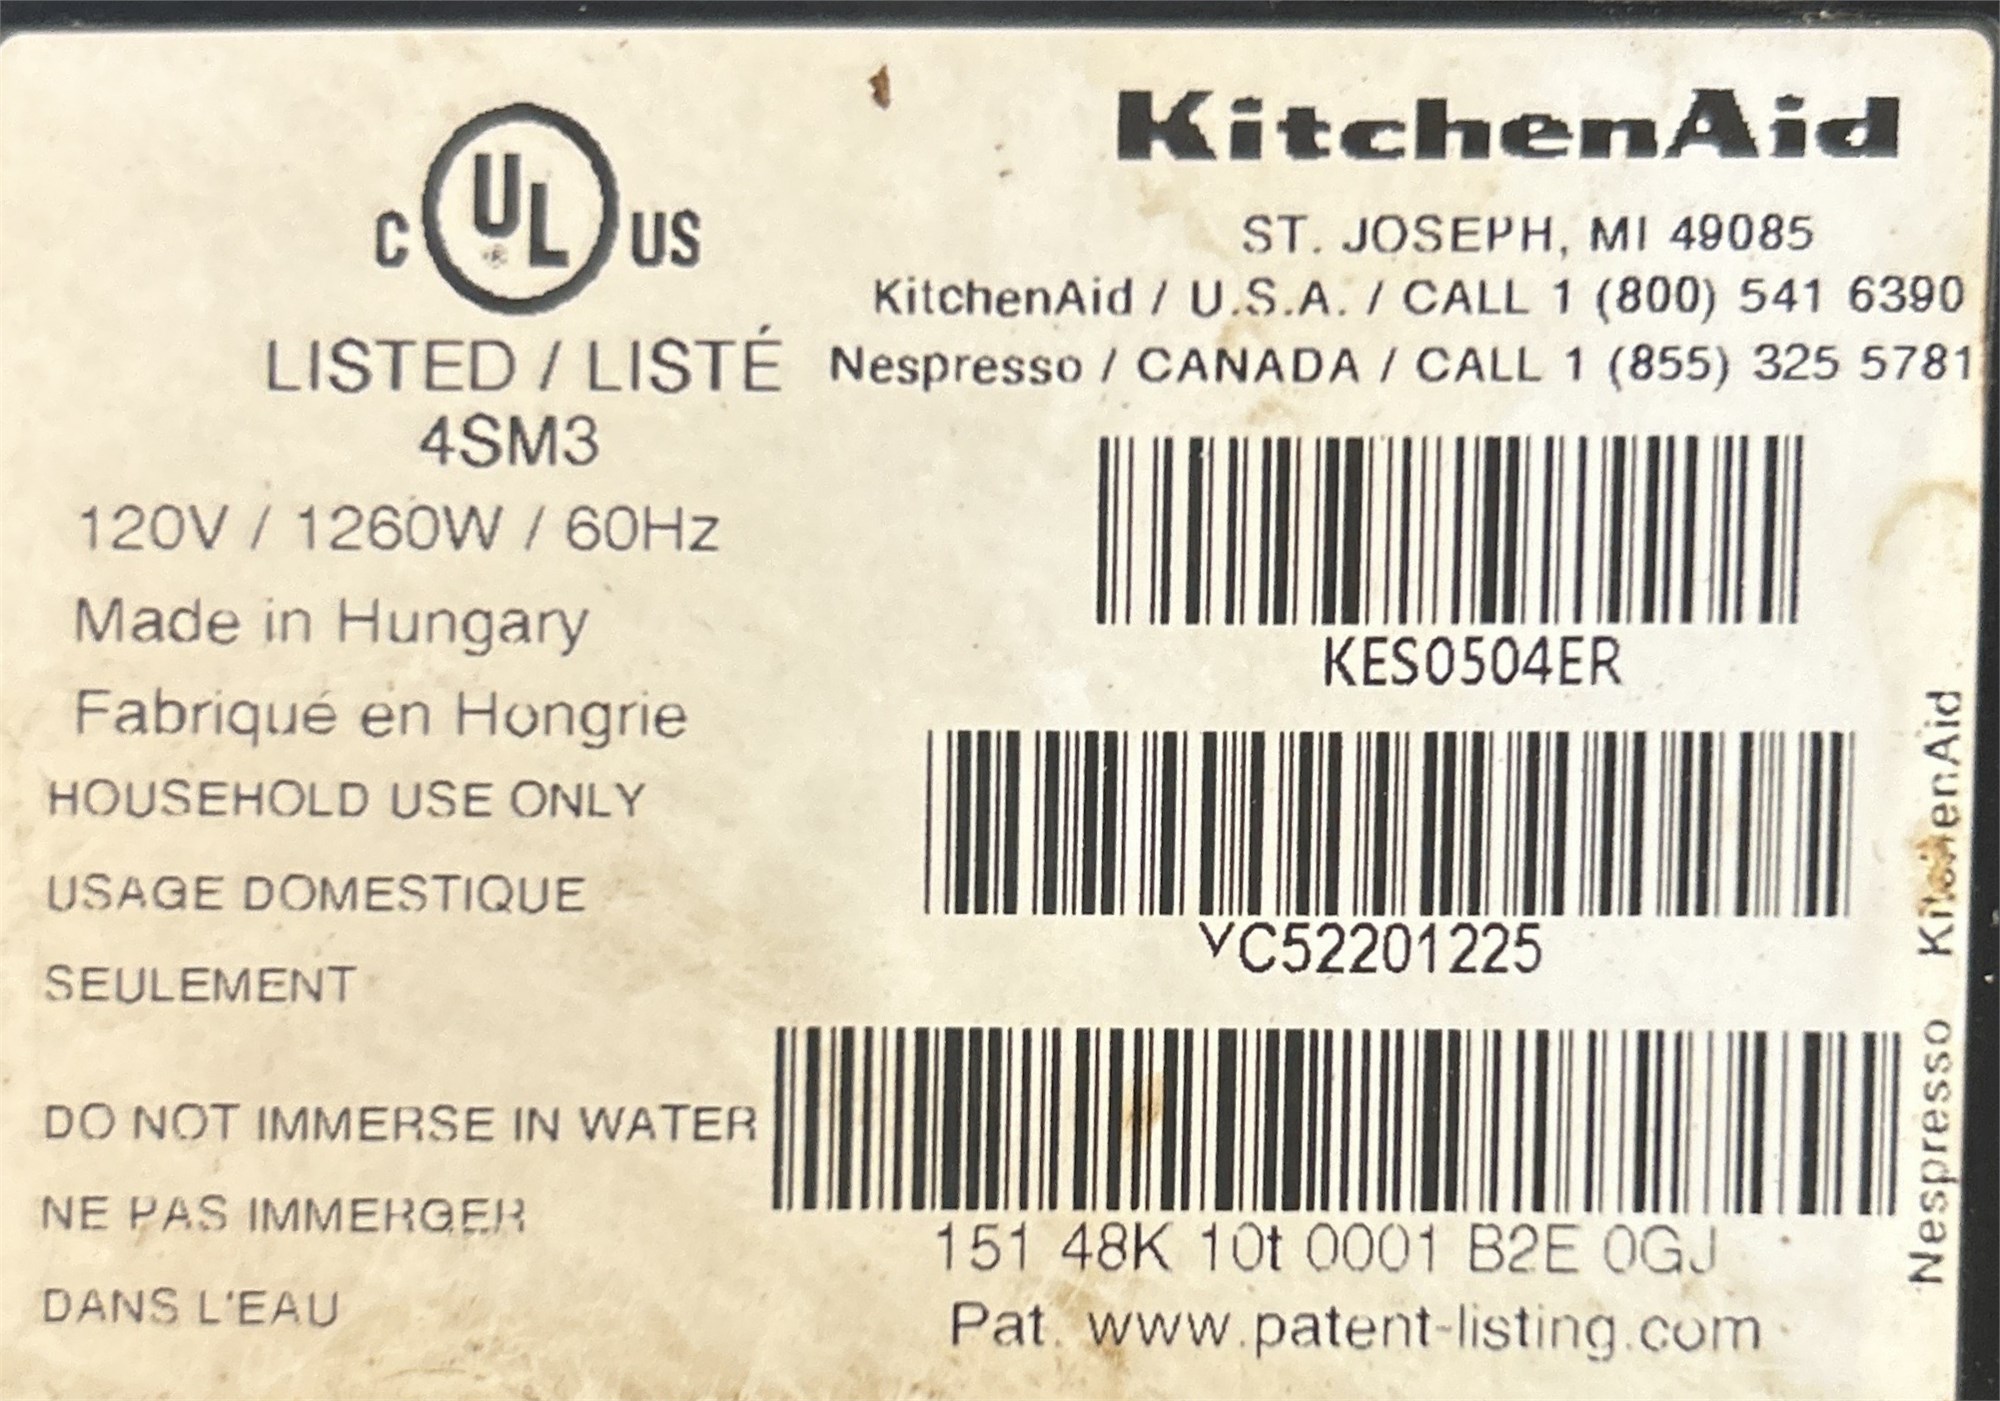 C UL US
®
LISTED / LISTÉ
4SM3
120V / 1260W / 60Hz
Made in Hungary
Fabriqué en Hongrie
HOUSEHOLD USE ONLY
USAGE DOMESTIQUE
SEULEMENT
DO NOT IMMERSE IN WATER
NE PAS IMMERGER
DANS L'EAU
KitchenAid
ST. JOSEPH, MI 49085
KitchenAid / U.S.A. / CALL 1 (800) 541 6390
Nespresso / CANADA / CALL 1 (855) 325 5781
KES0504ER
YC52201225
151 48K 10t 0001 B2E 0GJ
Pat. www.patent-listing.com
Nespresso KitchenAid